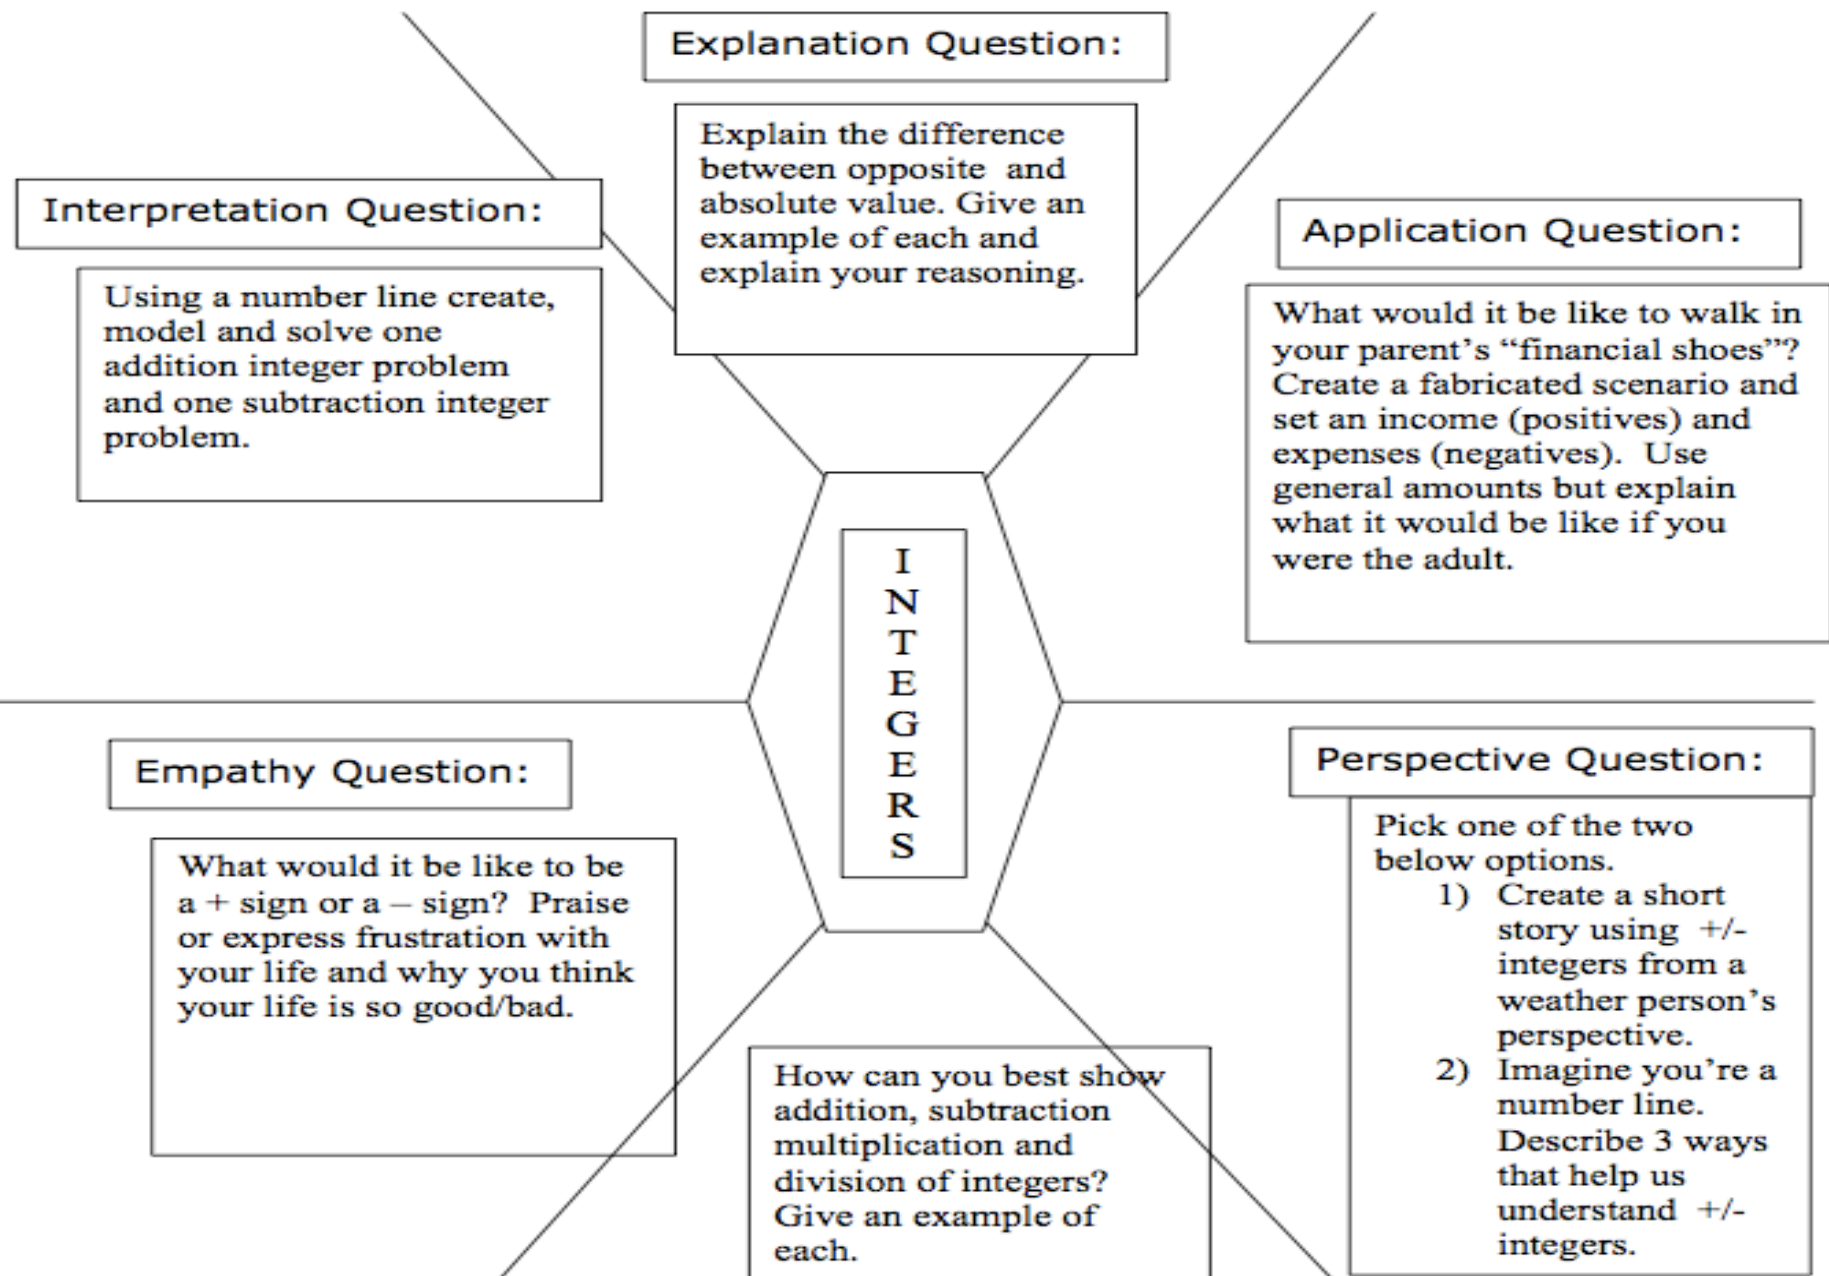 Explanation Question:
Explain the difference
between opposite and
absolute value. Give an
example of each and
explain your reasoning.
Interpretation Question:
Using a number line create,
model and solve one
addition integer problem
and one subtraction integer
problem.
Application Question:
What would it be like to walk in
your parent’s “financial shoes”?
Create a fabricated scenario and
set an income (positives) and
expenses (negatives). Use
general amounts but explain
what it would be like if you
were the adult.
I
N
T
E
G
E
R
S
Empathy Question:
What would it be like to be
a + sign or a – sign? Praise
or express frustration with
your life and why you think
your life is so good/bad.
How can you best show
addition, subtraction
multiplication and
division of integers?
Give an example of
each.
Perspective Question:
Pick one of the two
below options.
1) Create a short
story using +/-
integers from a
weather person’s
perspective.
2) Imagine you’re a
number line.
Describe 3 ways
that help us
understand +/-
integers.